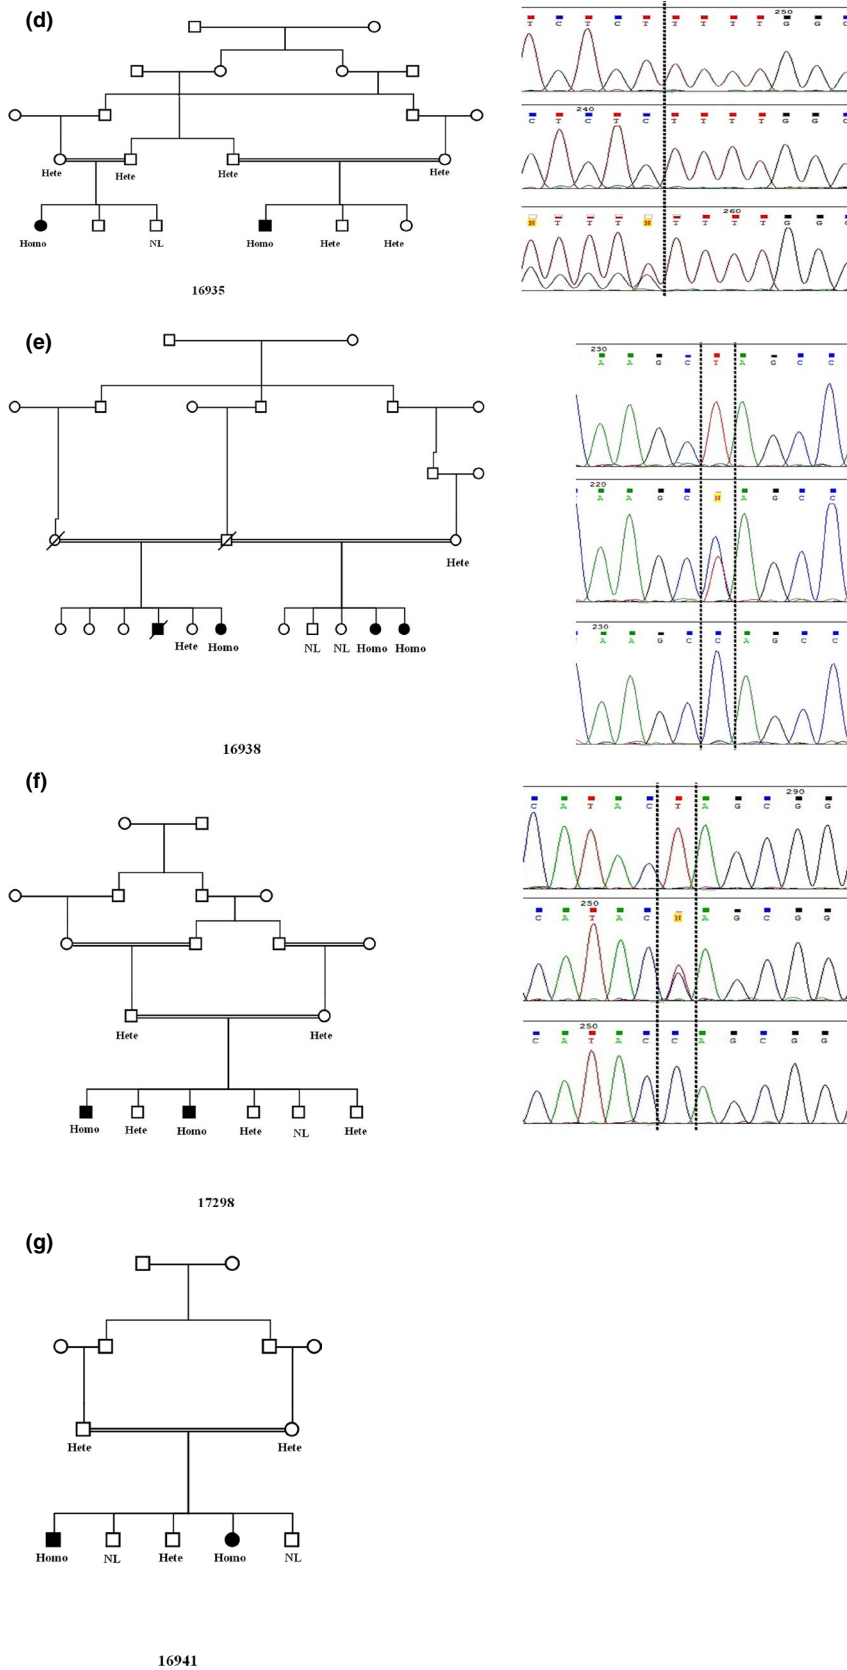 (d)
250
T C T C T T T T T G G C
240
C T C T C T T T T G G C
260
N T T T N T T T T G G C
Hete Hete Hete Hete
Homo NL Homo Hete Hete
16935
(e)
230
A A G C T A G C C
220
A A G C N A G C C
230
A A G C C A G C C
Hete
Hete Homo NL NL Homo Homo
16938
(f)
290
C A T A C T A G C G G
250
C A T A C N A G C G G
250
C A T A C C A G C G G
Hete Hete
Homo Hete Homo Hete NL Hete
17298
(g)
Hete Hete
Homo NL Hete Homo NL
16941